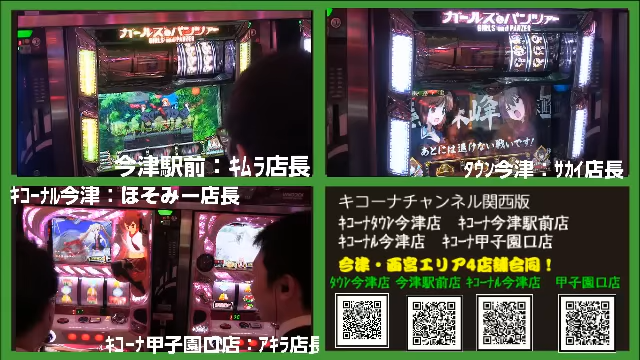 ガールズ&パンツァー
GIRLS und PANZER
今津駅前：ｷﾑﾗ店長
ガールズ&パンツァー
GIRLS und PANZER
峰
あとには退けない戦いです!
ﾀｳﾝ今津：ｻｶｲ店長
ｷｺｰﾅﾙ今津：ほそみー店長
ｷｺｰﾅ甲子園口店：ｱｷﾗ店長
キコーナチャンネル関西版
ｷｺｰﾅﾀｳﾝ今津店 ｷｺｰﾅ今津駅前店
ｷｺｰﾅﾙ今津店 ｷｺｰﾅ甲子園口店
今津・西宮エリア4店舗合同！
ﾀｳﾝ今津店 今津駅前店 ｷｺｰﾅﾙ今津店 甲子園口店